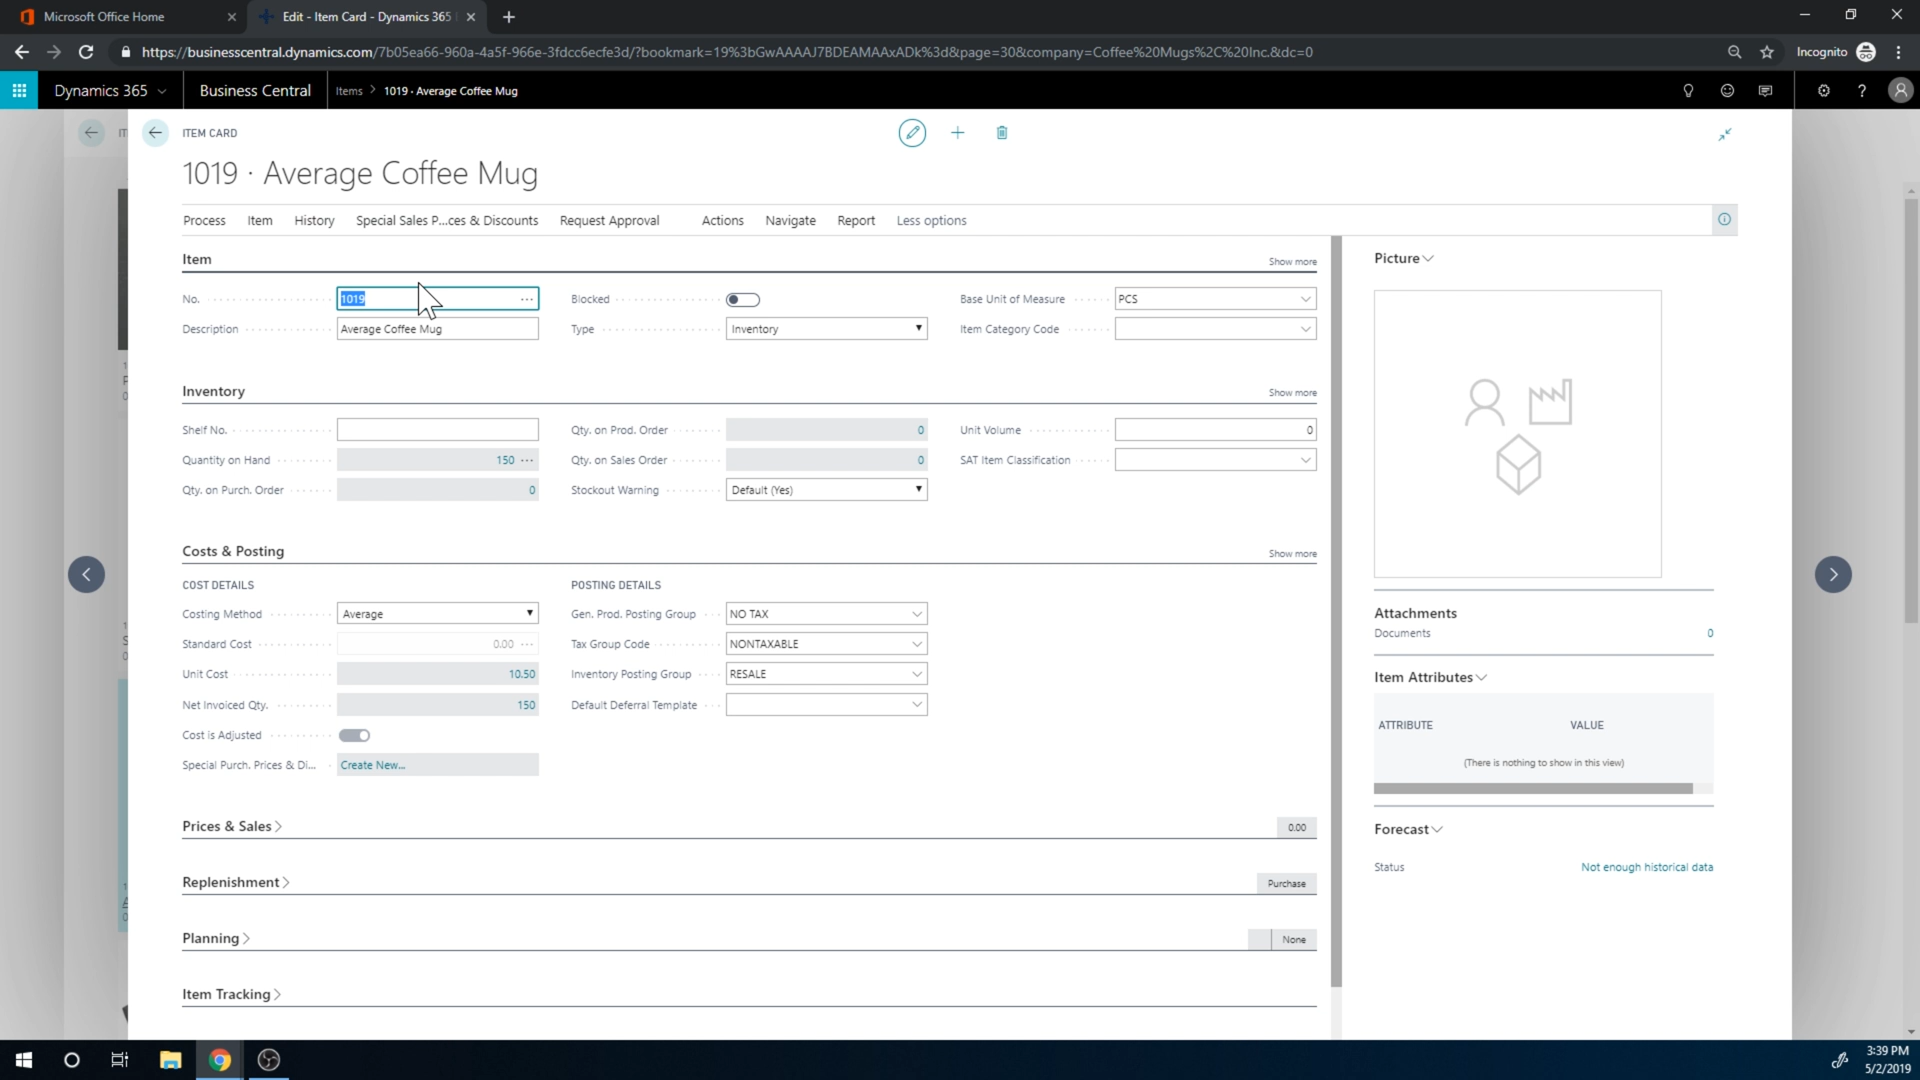 Microsoft Office Home
Edit - Item Card - Dynamics 365
https://businesscentral.dynamics.com/7b05ea66-960a-4a5f-966e-3fdcc6ecfe3d/?bookmark=19%3bGwAAAAJ7BDEAMAAxADk%3d&page=30&company=Coffee%20Mugs%2C%20Inc.&dc=0
Incognito
Dynamics 365
Business Central
Items > 1019 · Average Coffee Mug
ITEM CARD
1019 · Average Coffee Mug
Process Item History Special Sales P...ces & Discounts Request Approval Actions Navigate Report Less options
Item
Show more
No. 1019 ···
Blocked
Base Unit of Measure PCS
Description Average Coffee Mug
Type Inventory
Item Category Code
Inventory
Show more
Shelf No.
Qty. on Prod. Order 0
Unit Volume 0
Quantity on Hand 150 ···
Qty. on Sales Order 0
SAT Item Classification
Qty. on Purch. Order 0
Stockout Warning Default (Yes)
Costs & Posting
Show more
COST DETAILS
POSTING DETAILS
Costing Method Average
Gen. Prod. Posting Group NO TAX
Standard Cost 0.00 ···
Tax Group Code NONTAXABLE
Unit Cost 10.50
Inventory Posting Group RESALE
Net Invoiced Qty. 150
Default Deferral Template
Cost is Adjusted
Special Purch. Prices & Di... Create New...
Prices & Sales >
0.00
Replenishment >
Purchase
Planning >
None
Item Tracking >
Picture
Attachments
Documents 0
Item Attributes
ATTRIBUTE VALUE
(There is nothing to show in this view)
Forecast
Status Not enough historical data
3:39 PM
5/2/2019